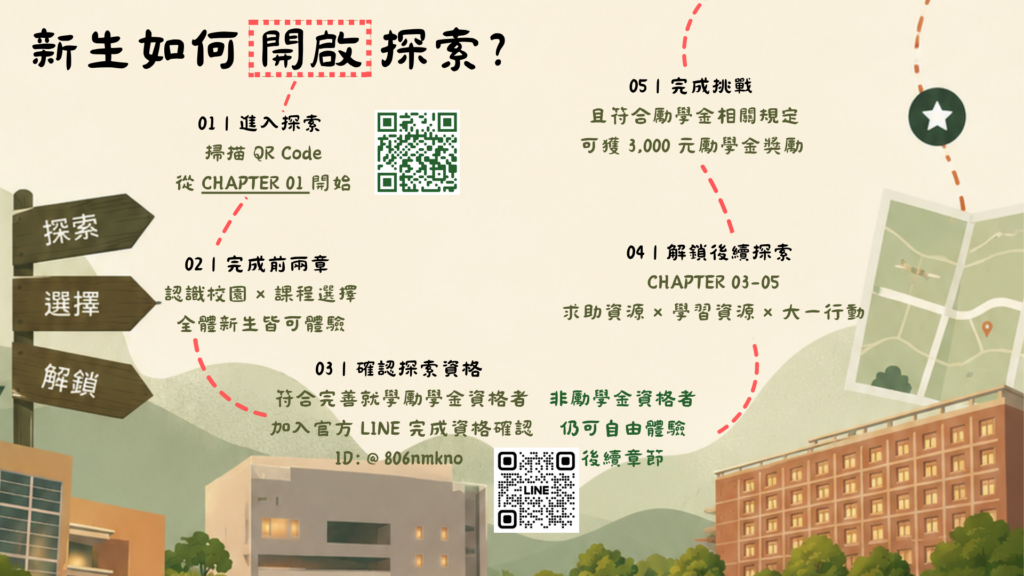 新生如何 開啟 探索?
01 | 進入探索
掃描 QR Code
從 CHAPTER 01 開始
02 | 完成前兩章
認識校園 × 課程選擇
全體新生皆可體驗
03 | 確認探索資格
符合完善就學勵學金資格者
加入官方 LINE 完成資格確認
ID: @ 806nmkno
非勵學金資格者
仍可自由體驗
後續章節
LINE
04 | 解鎖後續探索
CHAPTER 03-05
求助資源 × 學習資源 × 大一行動
05 | 完成挑戰
且符合勵學金相關規定
可獲 3,000 元勵學金獎勵
探索
選擇
解鎖